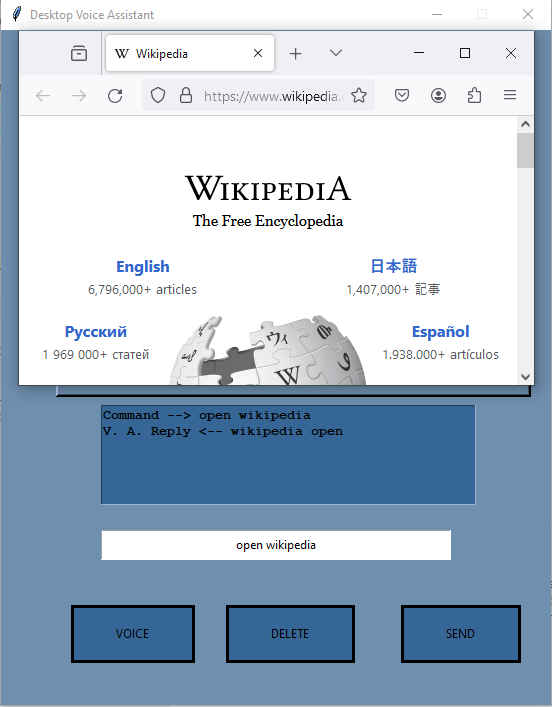 Desktop Voice Assistant
Wikipedia
https://www.wikipedia.
WIKIPEDIA
The Free Encyclopedia
English
6,796,000+ articles
日本語
1,407,000+ 記事
Русский
1 969 000+ статей
Español
1.938.000+ artículos
W
Command --> open wikipedia
V. A. Reply <-- wikipedia open
open wikipedia
VOICE
DELETE
SEND